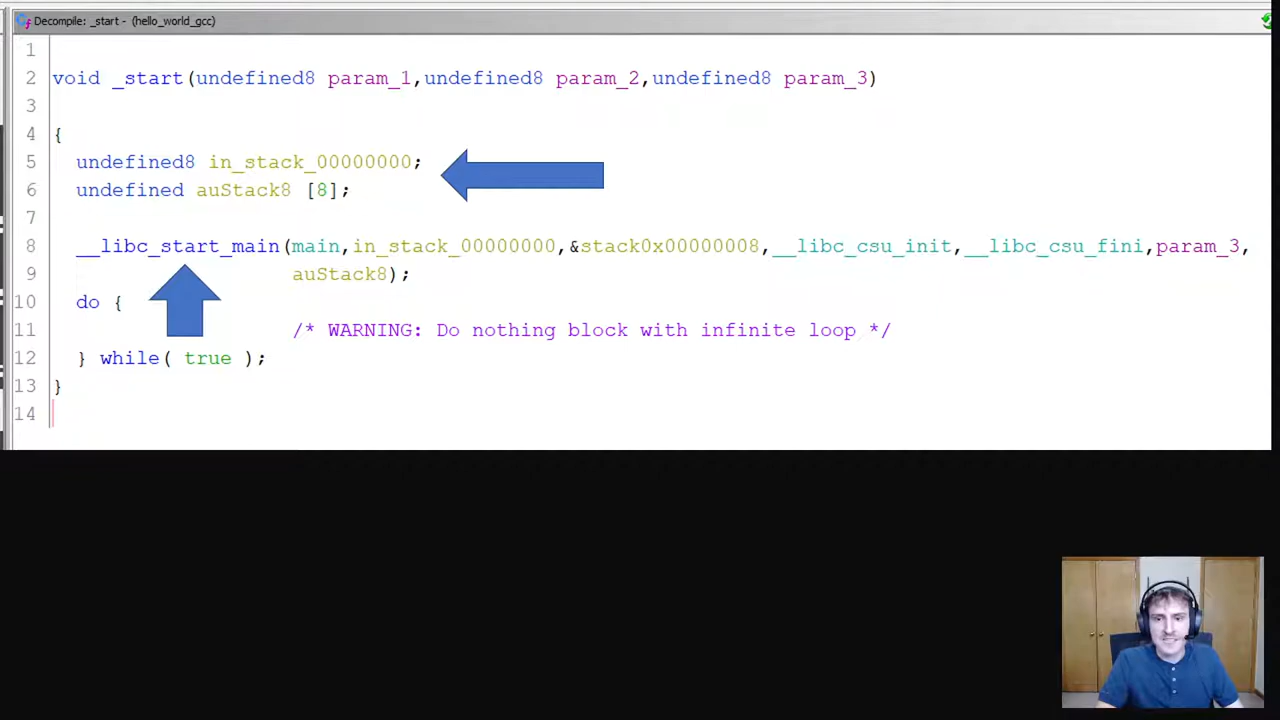 Decompile: _start - (hello_world_gcc)
1
2 void _start(undefined8 param_1,undefined8 param_2,undefined8 param_3)
3
4 {
5 undefined8 in_stack_00000000;
6 undefined auStack8 [8];
7
8 __libc_start_main(main,in_stack_00000000,&stack0x00000008,__libc_csu_init,__libc_csu_fini,param_3,
9 auStack8);
10 do {
11 /* WARNING: Do nothing block with infinite loop */
12 } while( true );
13 }
14